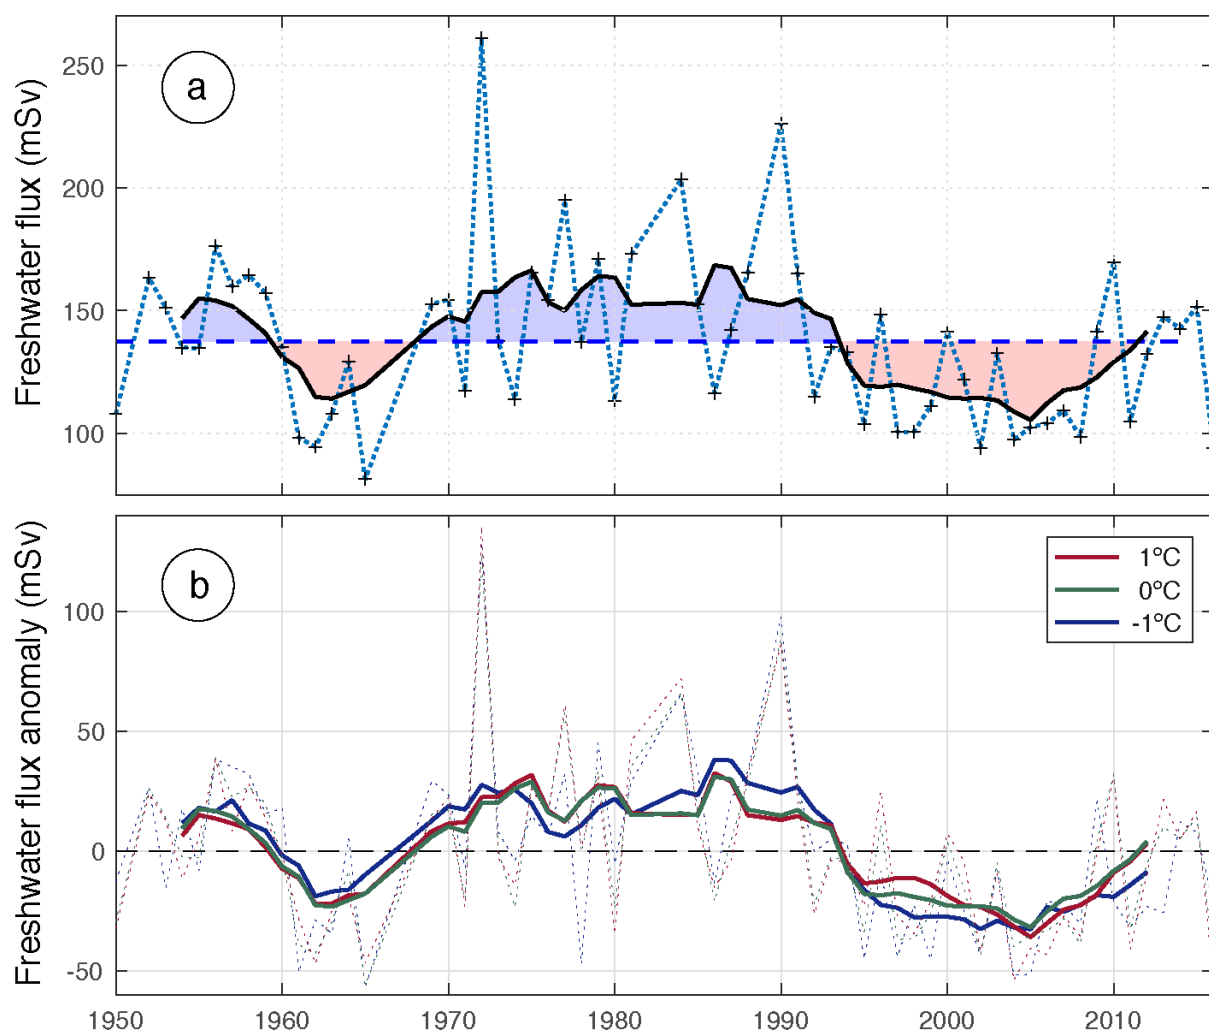 Freshwater flux (mSv)
250
200
150
100
a
Freshwater flux anomaly (mSv)
100
50
0
-50
b
1°C
0°C
-1°C
1950 1960 1970 1980 1990 2000 2010